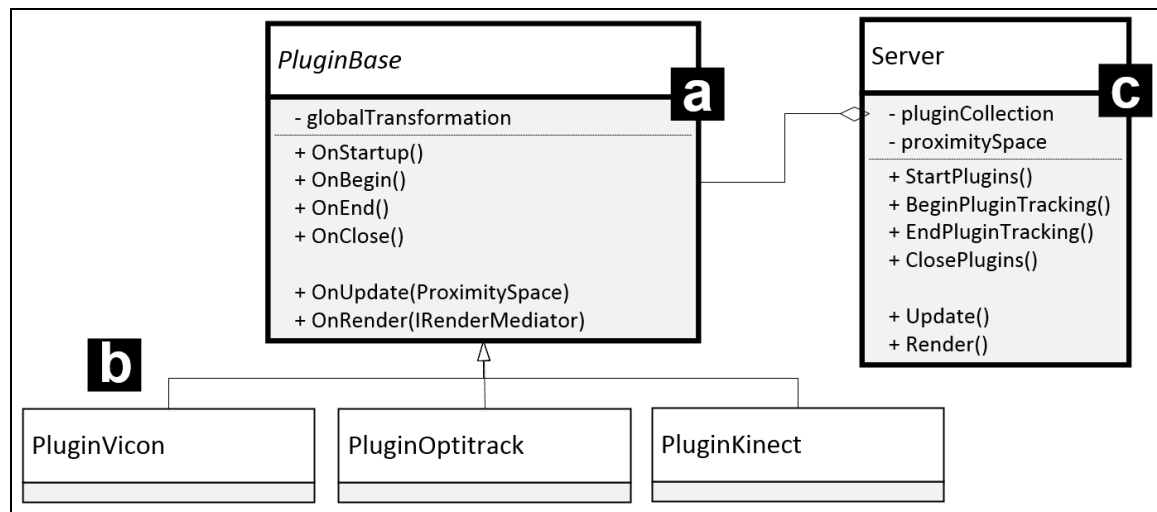 PluginBase
a
- globalTransformation
+ OnStartup()
+ OnBegin()
+ OnEnd()
+ OnClose()
+ OnUpdate(ProximitySpace)
+ OnRender(IRenderMediator)
Server
c
- pluginCollection
- proximitySpace
+ StartPlugins()
+ BeginPluginTracking()
+ EndPluginTracking()
+ ClosePlugins()
+ Update()
+ Render()
b
PluginVicon
PluginOptitrack
PluginKinect